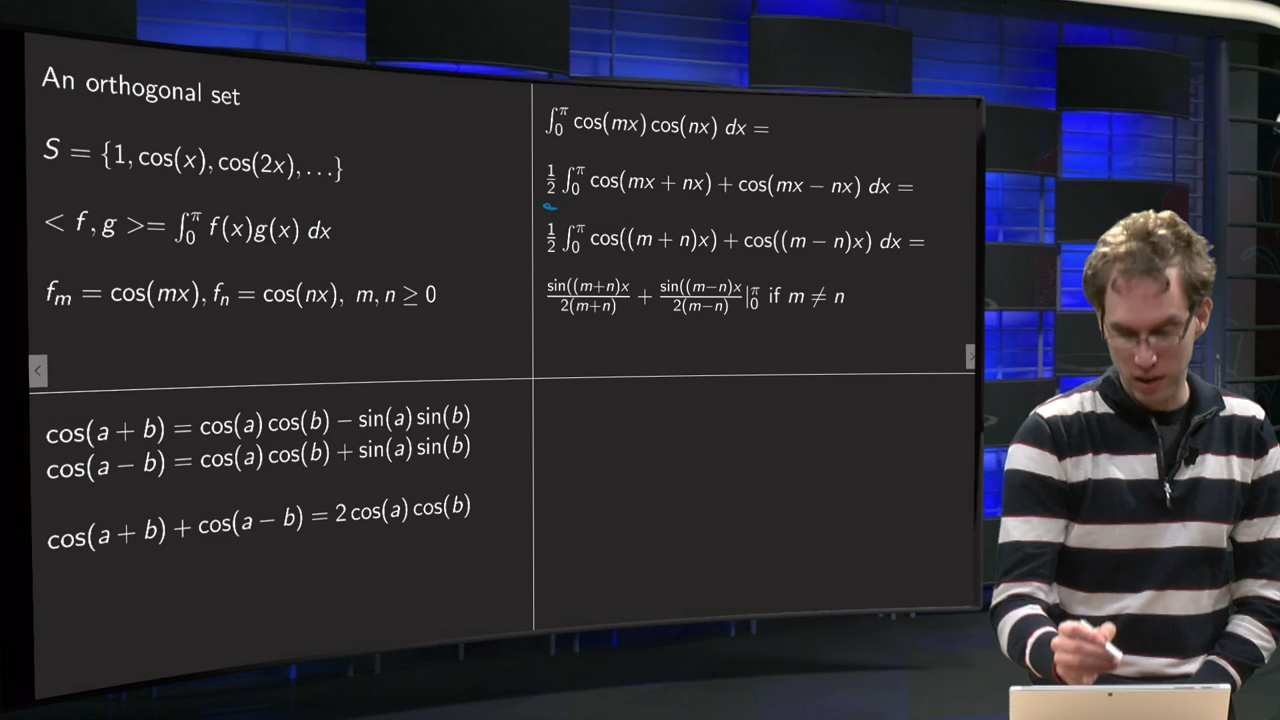 An orthogonal set
S = {1, cos(x), cos(2x), …}
< f, g >= ∫₀^π f(x)g(x) dx
f_m = cos(mx), f_n = cos(nx), m, n ≥ 0
cos(a + b) = cos(a) cos(b) − sin(a) sin(b)
cos(a − b) = cos(a) cos(b) + sin(a) sin(b)
cos(a + b) + cos(a − b) = 2 cos(a) cos(b)
∫₀^π cos(mx) cos(nx) dx =
1/2 ∫₀^π cos(mx + nx) + cos(mx − nx) dx =
1/2 ∫₀^π cos((m + n)x) + cos((m − n)x) dx =
sin((m+n)x/2(m+n) + sin((m−n)x/2(m−n) |₀^π if m ≠ n